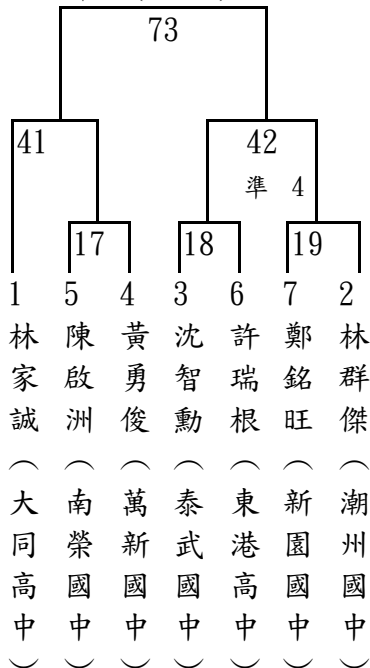 73
41
42
準 4
17
18
19
1 林家誠（大同高中）
5 陳啟洲（南榮國中）
4 黃勇俊（萬新國中）
3 沈智勳（泰武國中）
6 許瑞根（東港高中）
7 鄭銘旺（新園國中）
2 林群傑（潮州國中）